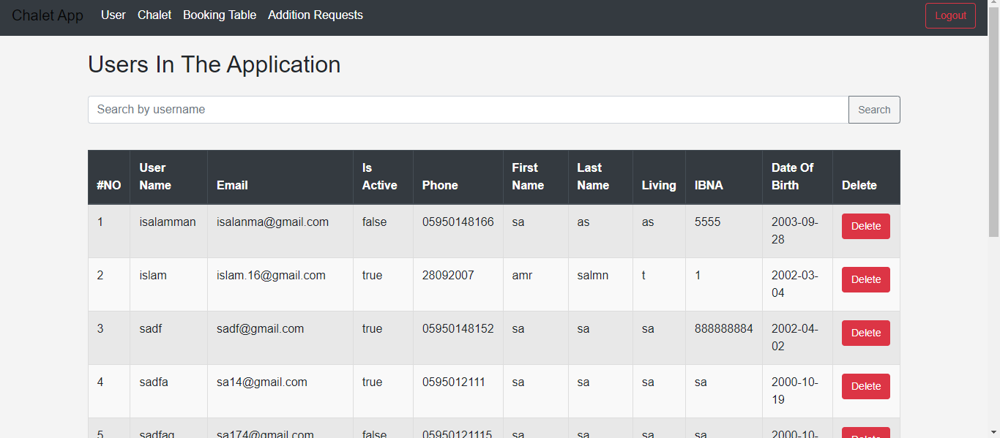 Chalet App User Chalet Booking Table Addition Requests Logout
Users In The Application
Search by username Search
#NO User Name Email Is Active Phone First Name Last Name Living IBNA Date Of Birth Delete
1 isalamman isalanma@gmail.com false 05950148166 sa as as 5555 2003-09-28 Delete
2 islam islam.16@gmail.com true 28092007 amr salmn t 1 2002-03-04 Delete
3 sadf sadf@gmail.com true 05950148152 sa sa sa 888888884 2002-04-02 Delete
4 sadfa sa14@gmail.com true 0595012111 sa sa sa sa 2000-10-19 Delete
5 sadfag sa174@gmail.com false 05950121115 sa sa sa sa 2000-10- Delete